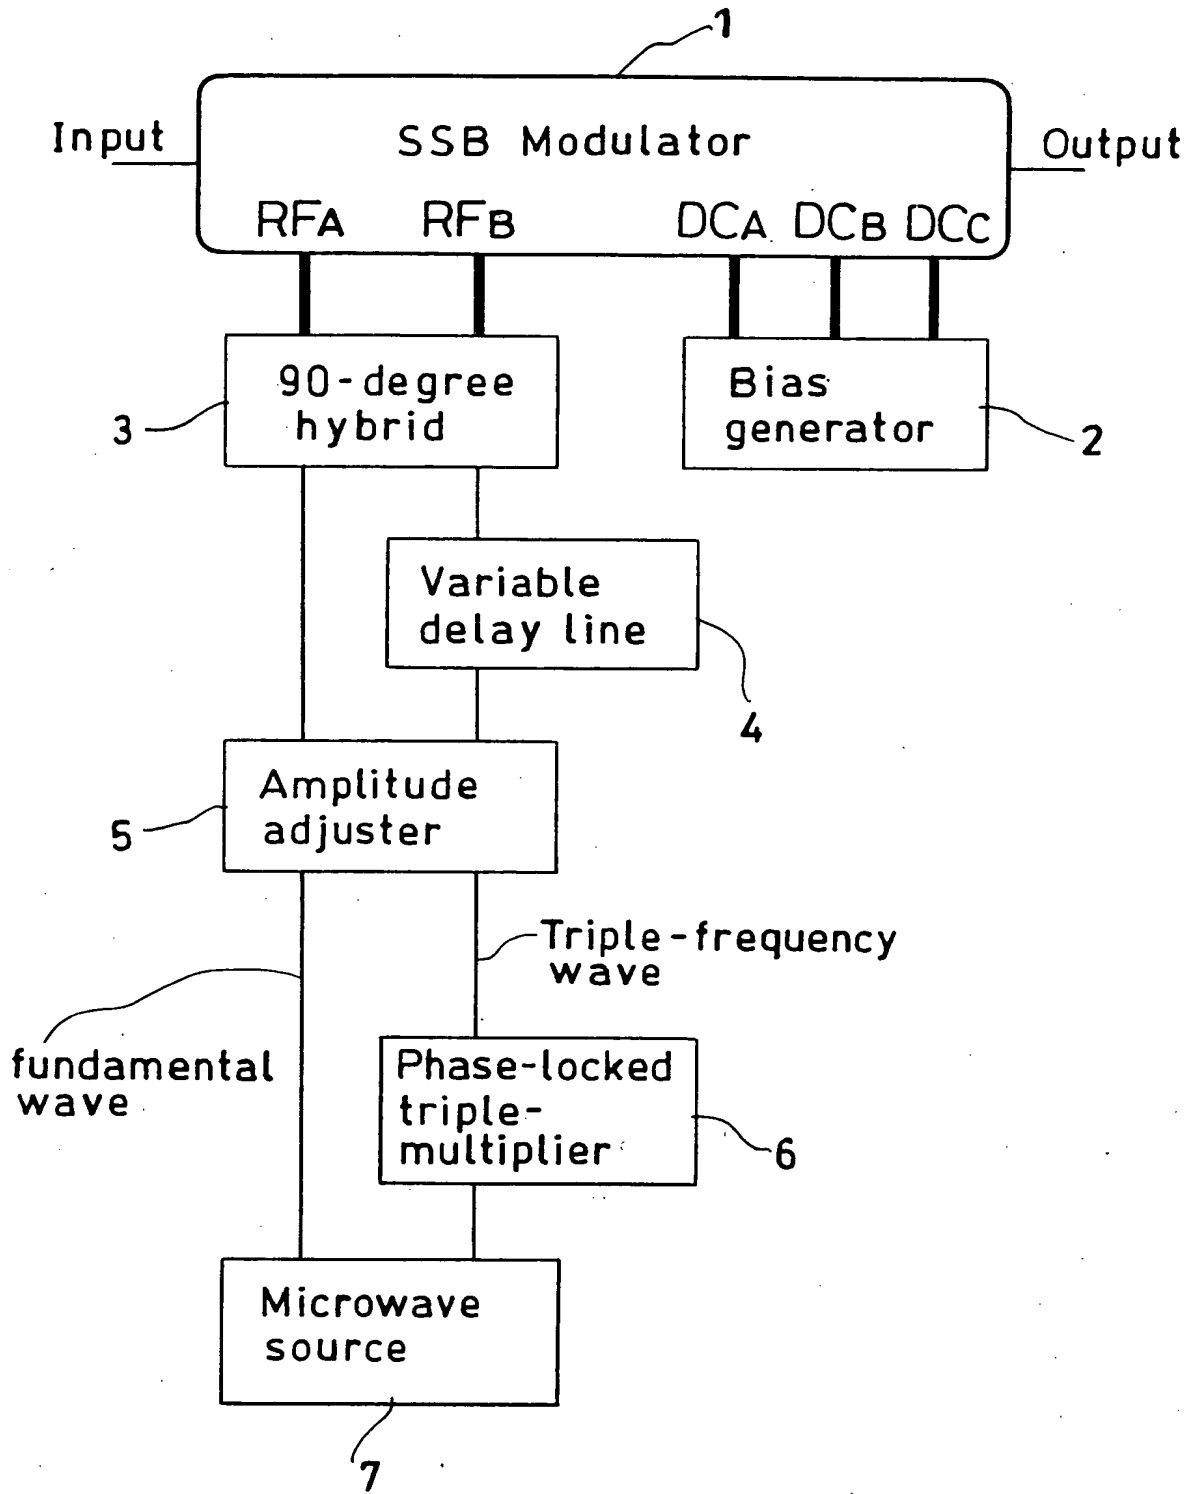 1
Input
SSB Modulator
Output
RFA RFB DCA DCB DCC
90-degree
hybrid
3
Bias
generator
2
Variable
delay line
4
Amplitude
adjuster
5
Triple-frequency
wave
fundamental
wave
Phase-locked
triple-
multiplier
6
Microwave
source
7